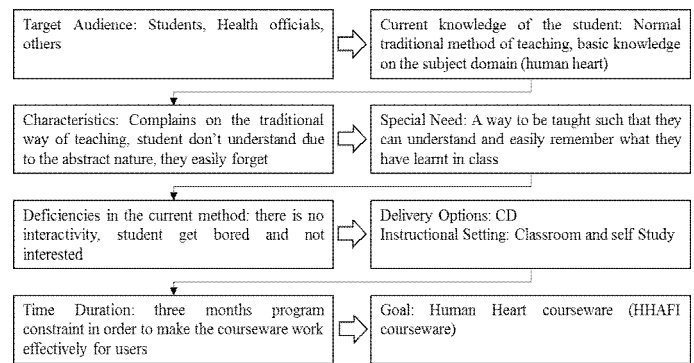 Target Audience: Students, Health officials,
others
Current knowledge of the student: Normal
traditional method of teaching, basic knowledge
on the subject domain (human heart)
Characteristics: Complains on the traditional
way of teaching, student don't understand due
to the abstract nature, they easily forget
Special Need: A way to be taught such that they
can understand and easily remember what they
have learnt in class
Deficiencies in the current method: there is no
interactivity, student get bored and not
interested
Delivery Options: CD
Instructional Setting: Classroom and self Study
Time Duration: three months program
constraint in order to make the courseware work
effectively for users
Goal: Human Heart courseware (HHAFI
courseware)